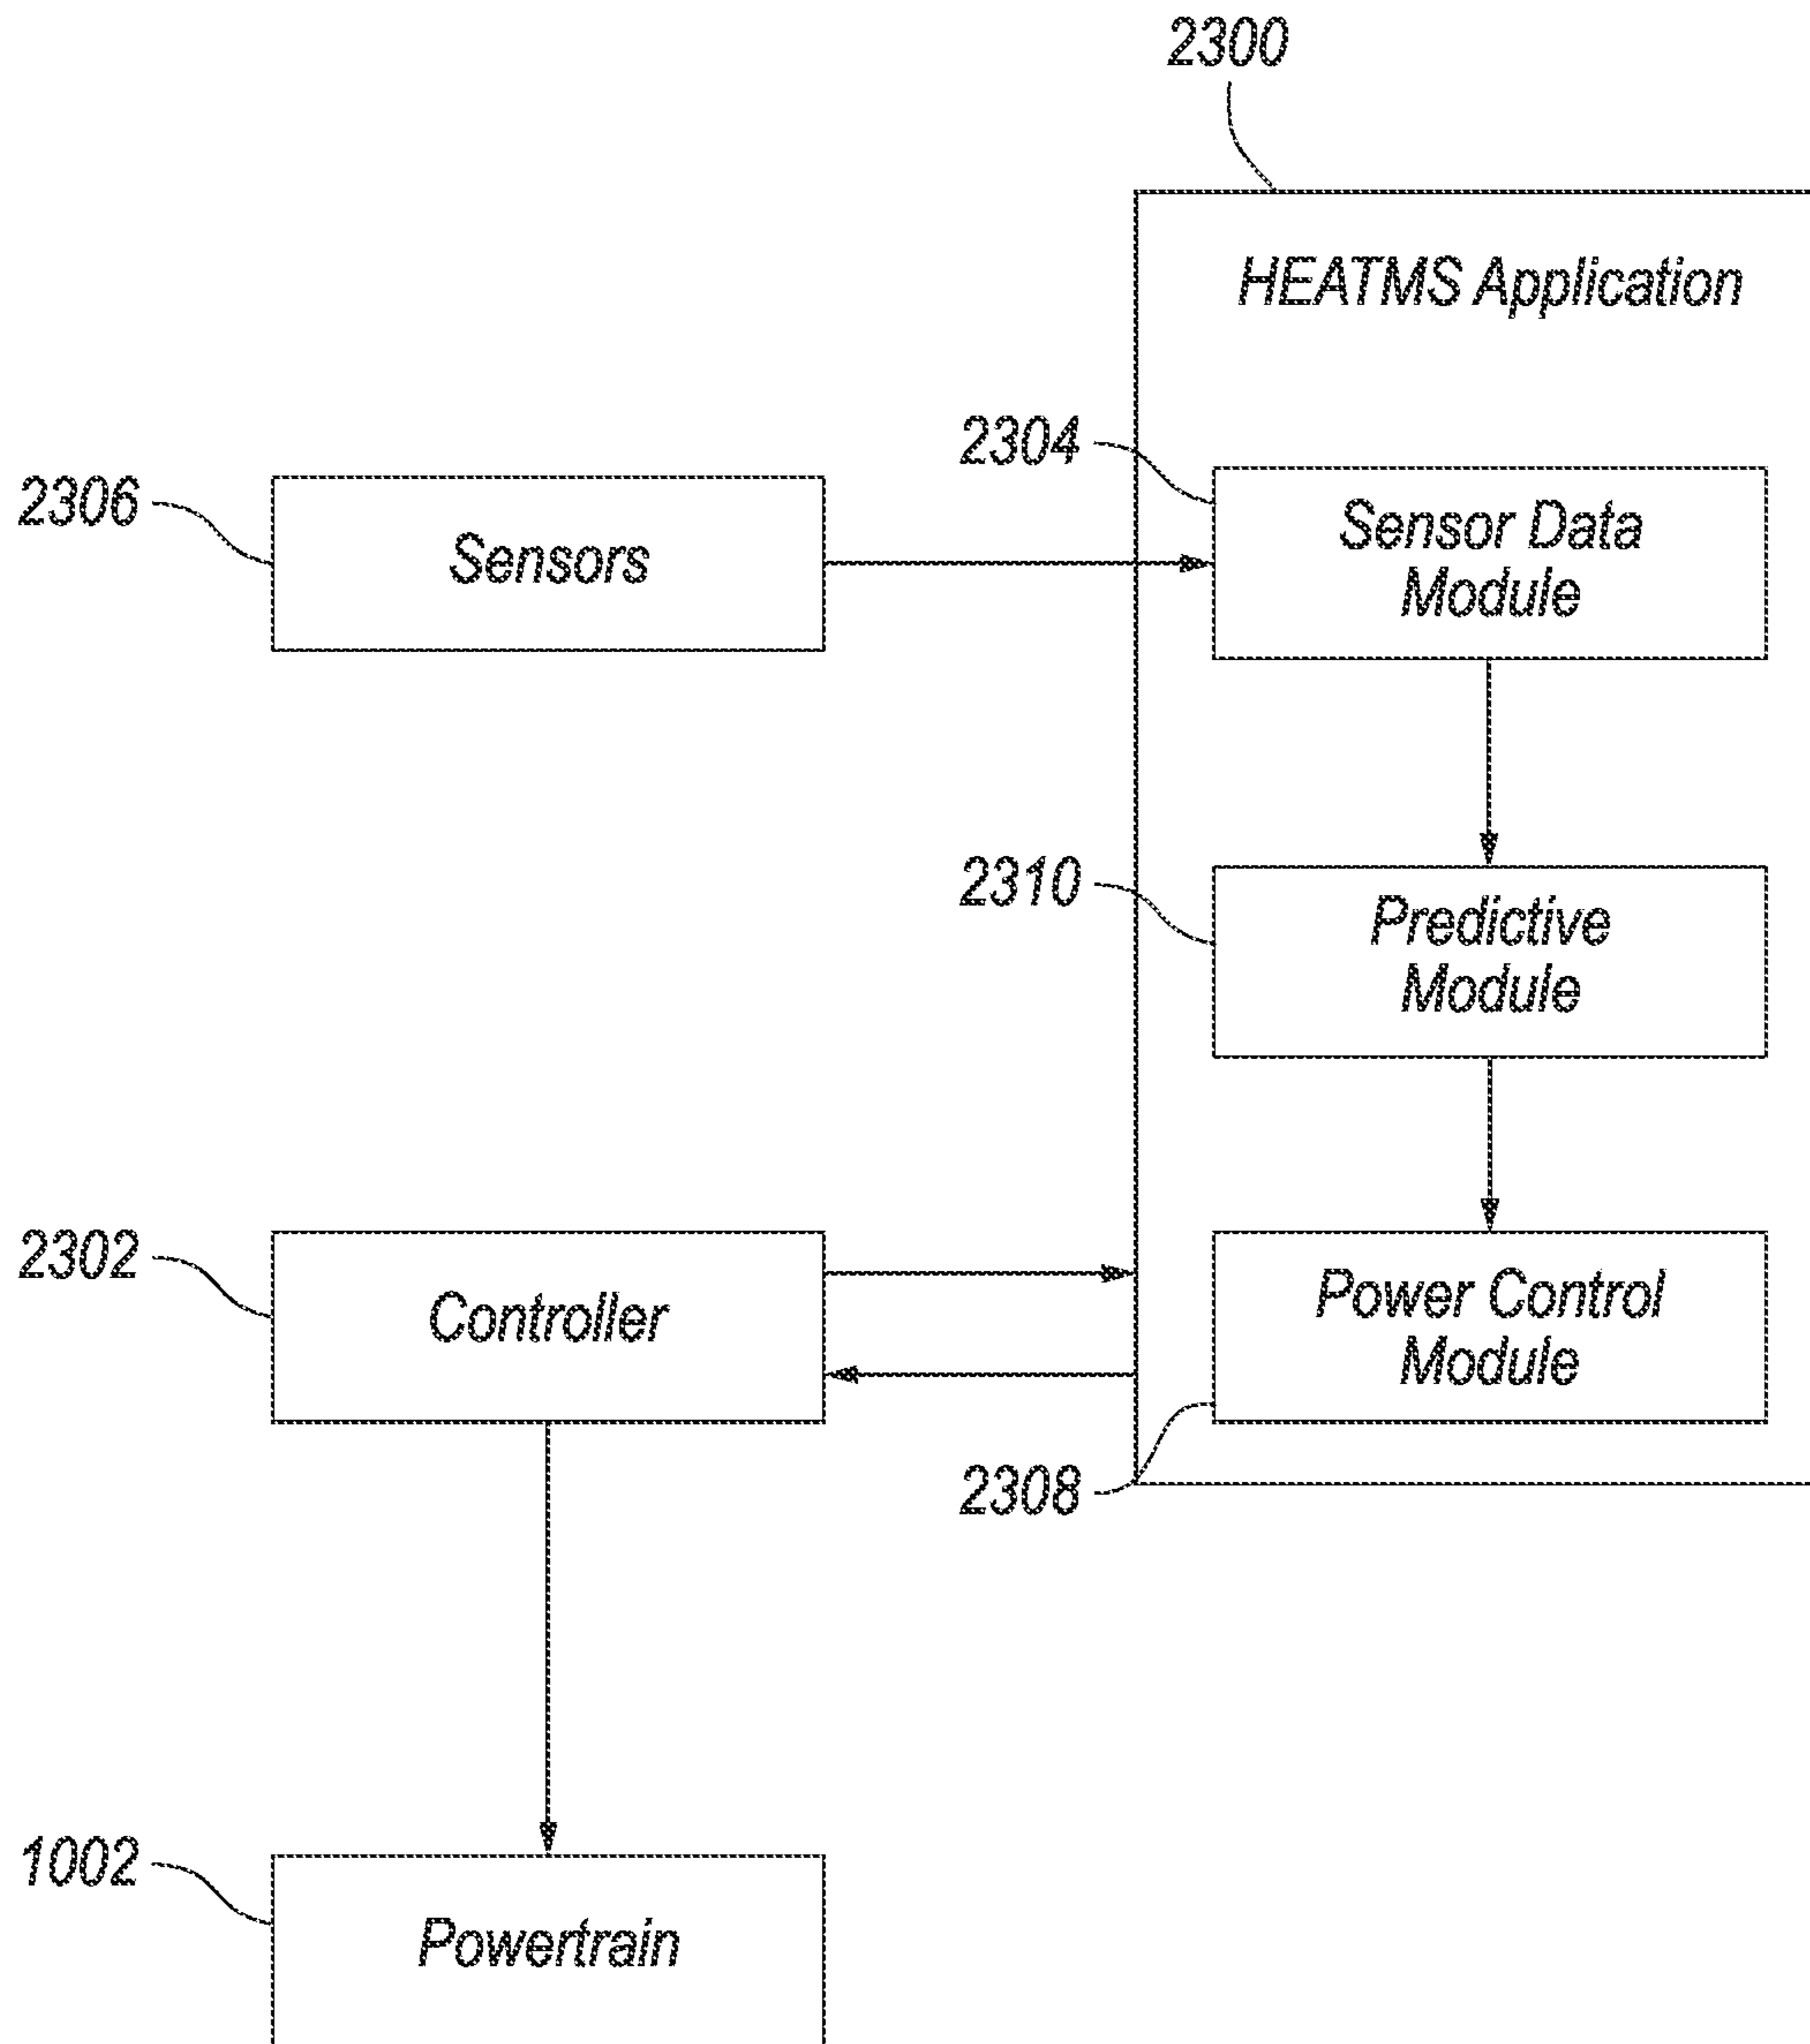 2300
HEATMS Application
2304
2306
Sensors
Sensor Data
Module
2310
Predictive
Module
2302
Controller
Power Control
Module
2308
1002
Powertrain